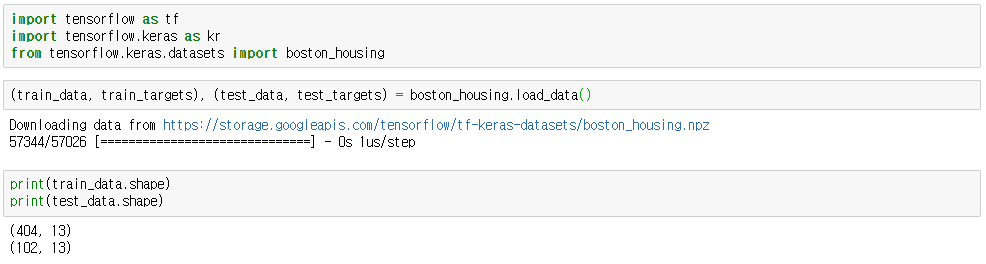 import tensorflow as tf
import tensorflow.keras as kr
from tensorflow.keras.datasets import boston_housing
(train_data, train_targets), (test_data, test_targets) = boston_housing.load_data()
Downloading data from https://storage.googleapis.com/tensorflow/tf-keras-datasets/boston_housing.npz
57344/57026 [==============================] - 0s 1us/step
print(train_data.shape)
print(test_data.shape)
(404, 13)
(102, 13)